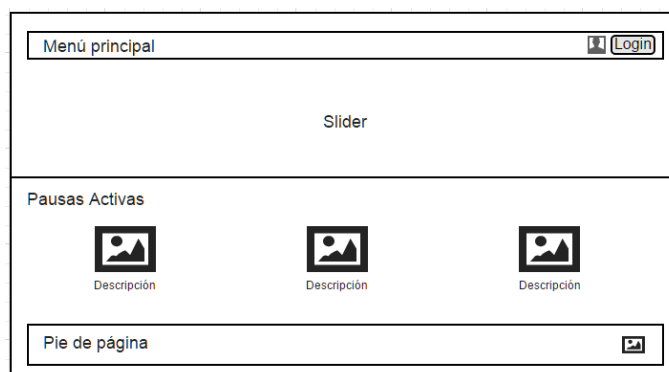 Menú principal
Login
Slider
Pausas Activas
Descripción
Descripción
Descripción
Pie de página